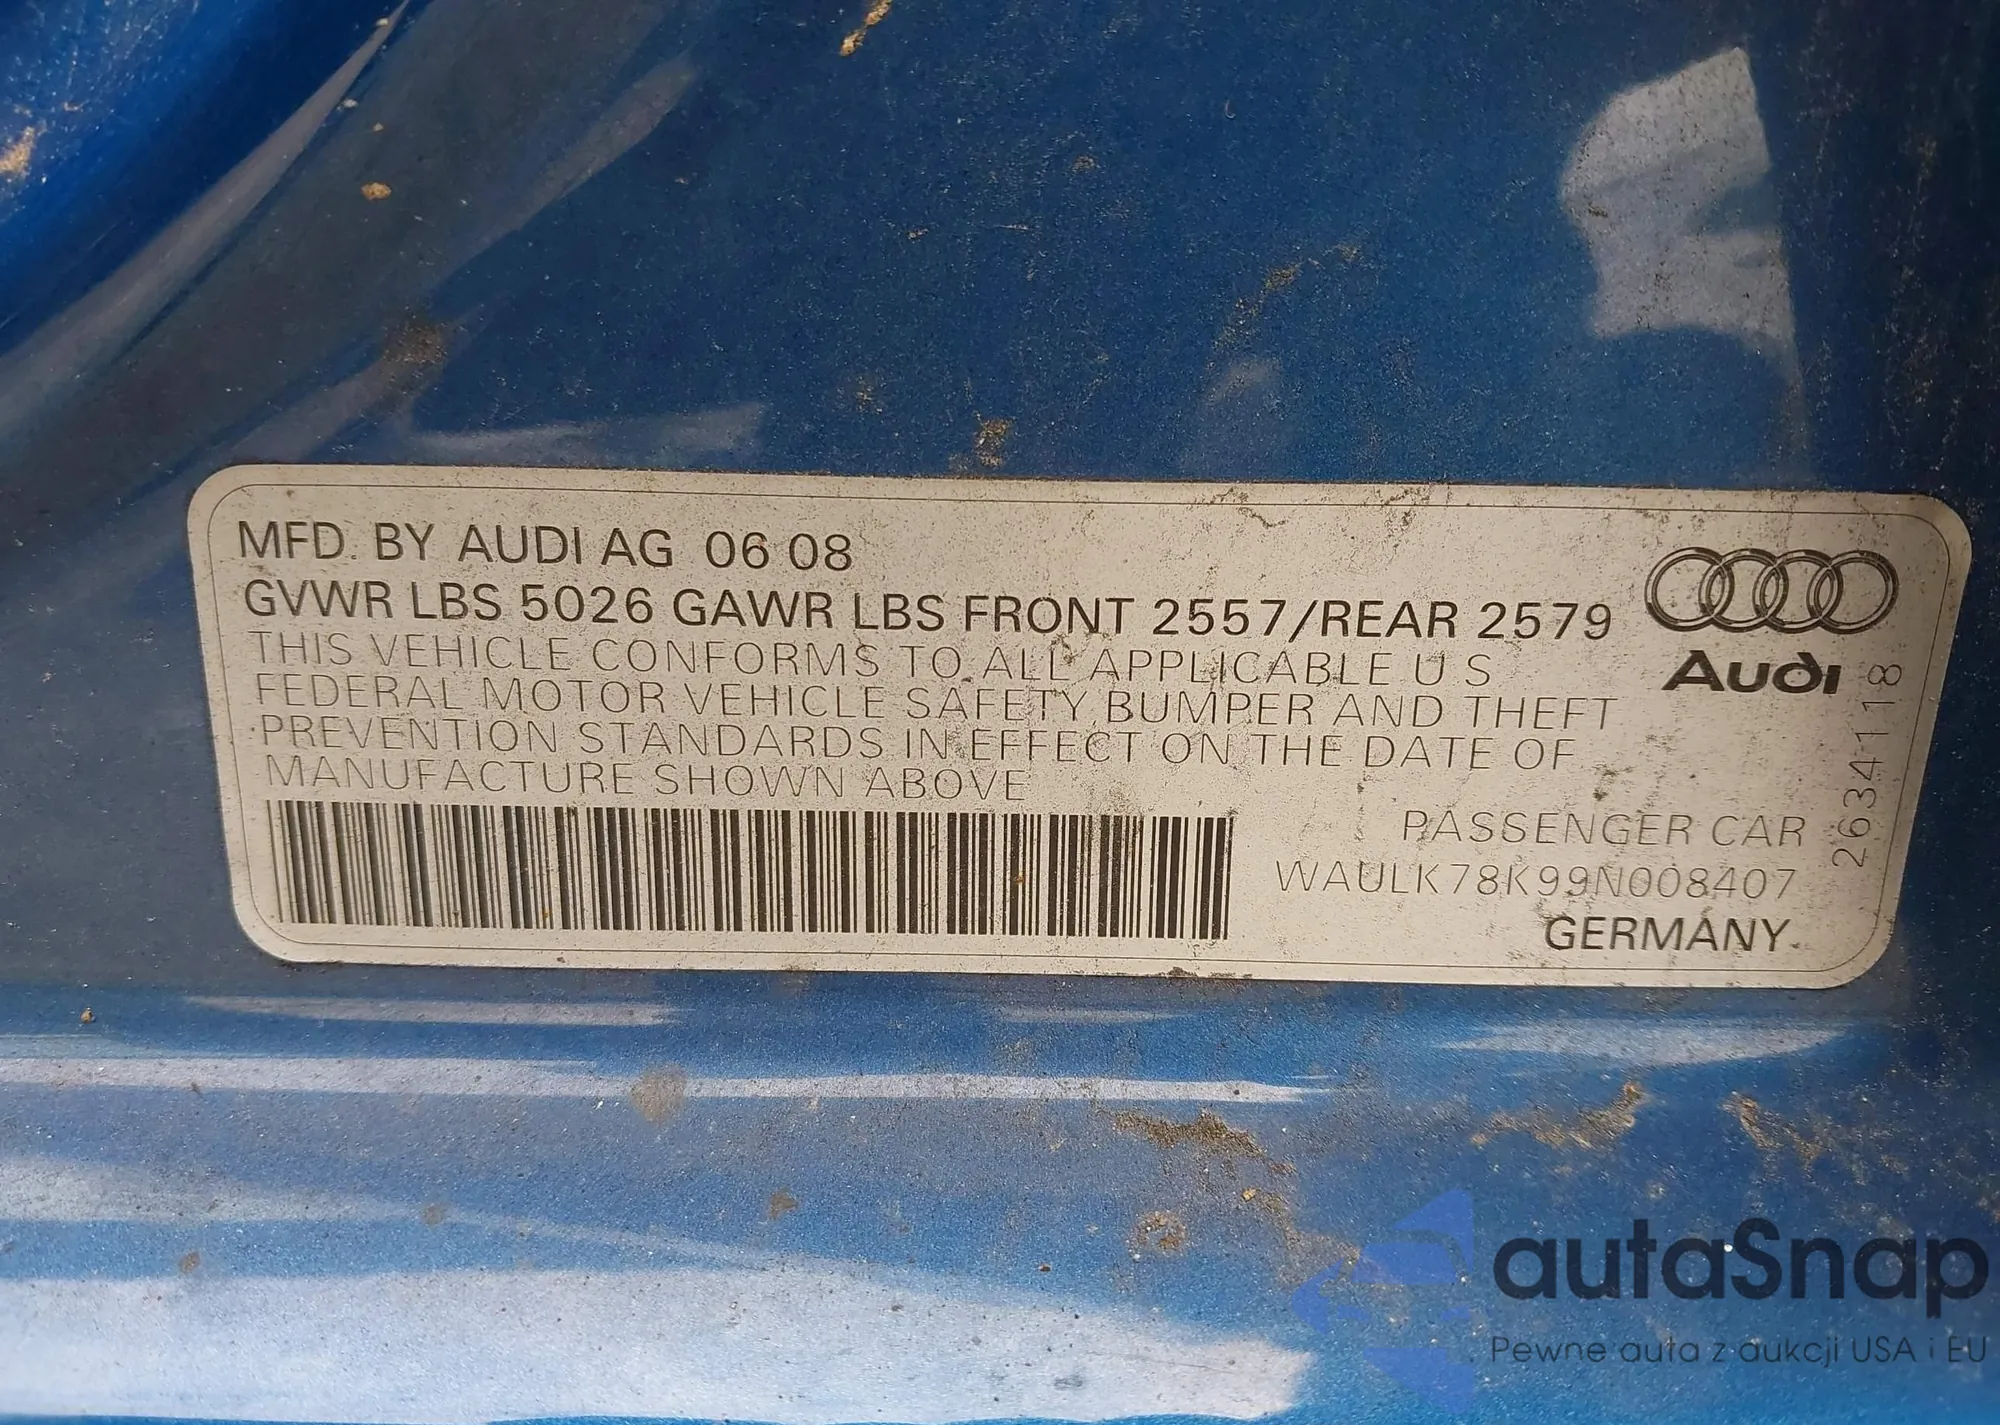 MFD. BY AUDI AG 06 08
GVWR LBS 5026 GAWR LBS FRONT 2557/REAR 2579
THIS VEHICLE CONFORMS TO ALL APPLICABLE U S
FEDERAL MOTOR VEHICLE SAFETY, BUMPER AND THEFT
PREVENTION STANDARDS IN EFFECT ON THE DATE OF
MANUFACTURE SHOWN ABOVE
Audi
2634118
PASSENGER CAR
WAULK78K99N008407
GERMANY
autaSnap
Pewne auta z aukcji USA i EU